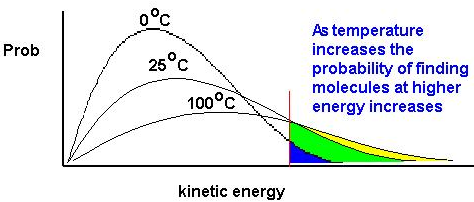 0°C
As temperature
increases the
probability of finding
molecules at higher
energy increases
Prob
25°C
100°C
kinetic energy